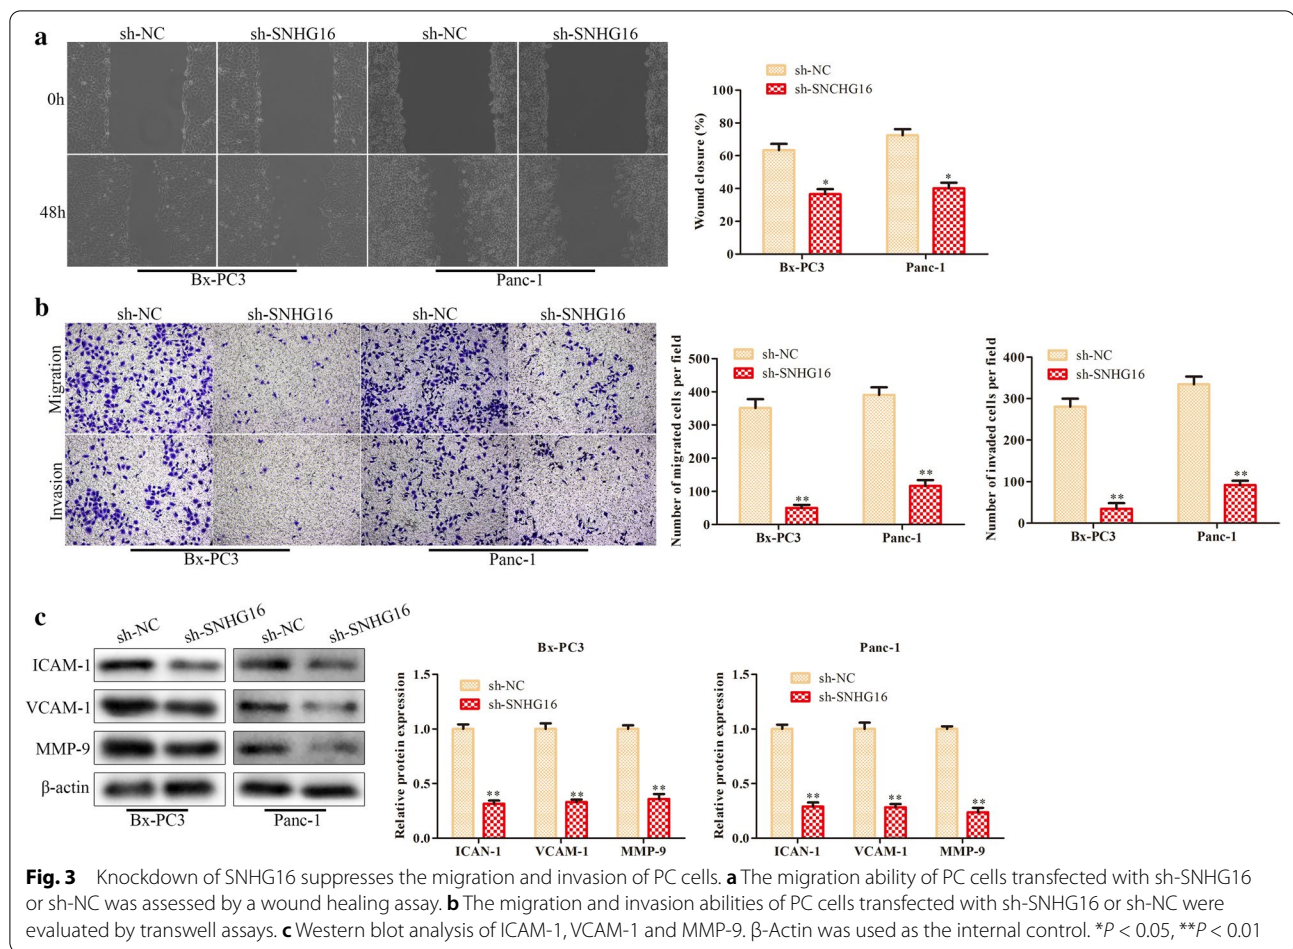 a
sh-NC sh-SNHG16 sh-NC sh-SNHG16
0h
48h
Bx-PC3 Panc-1
sh-NC
sh-SNCHG16
Wound closure (%)
100
80
60
40
20
0
* *
Bx-PC3 Panc-1
b
sh-NC sh-SNHG16 sh-NC sh-SNHG16
Migration
Invasion
Bx-PC3 Panc-1
sh-NC
sh-SNHG16
Number of migrated cells per field
500
400
300
200
100
0
** **
Bx-PC3 Panc-1
sh-NC
sh-SNHG16
Number of invaded cells per field
400
300
200
100
0
** **
Bx-PC3 Panc-1
c
sh-NC sh-SNHG16 sh-NC sh-SNHG16
ICAM-1
VCAM-1
MMP-9
β-actin
Bx-PC3 Panc-1
Bx-PC3
sh-NC
sh-SNHG16
Relative protein expression
1.5
1.0
0.5
0.0
** ** **
ICAN-1 VCAM-1 MMP-9
Panc-1
sh-NC
sh-SNHG16
Relative protein expression
1.5
1.0
0.5
0.0
** ** **
ICAN-1 VCAM-1 MMP-9
Fig. 3 Knockdown of SNHG16 suppresses the migration and invasion of PC cells. a The migration ability of PC cells transfected with sh-SNHG16
or sh-NC was assessed by a wound healing assay. b The migration and invasion abilities of PC cells transfected with sh-SNHG16 or sh-NC were
evaluated by transwell assays. c Western blot analysis of ICAM-1, VCAM-1 and MMP-9. β-Actin was used as the internal control. *P < 0.05, **P < 0.01